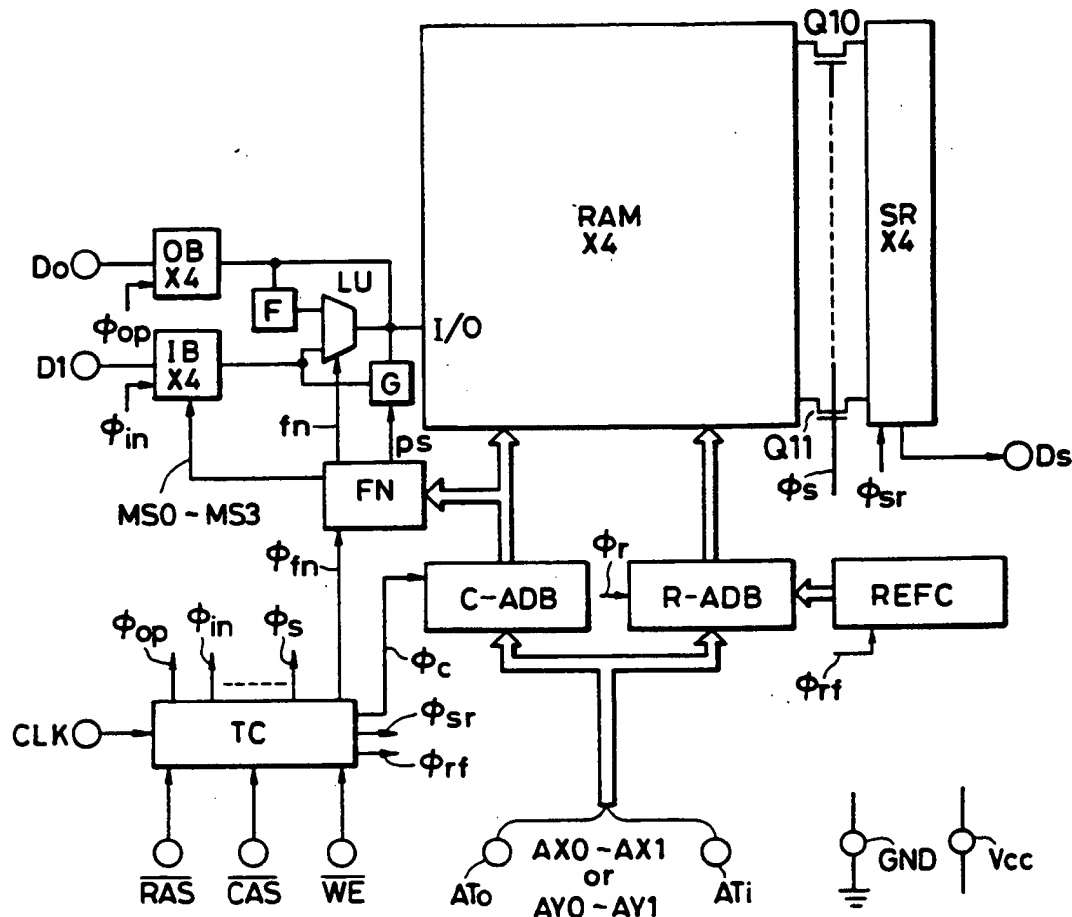 Q10
RAM
X4
SR
X4
Do
OB
X4
ϕop
LU
F
I/O
D1
IB
X4
ϕin
G
fn
ps
Q11
ϕs
ϕsr
Ds
MS0-MS3
FN
ϕfn
ϕr
C-ADB
R-ADB
REFC
ϕop
ϕin
ϕs
ϕc
ϕrf
CLK
TC
ϕsr
ϕrf
RAS
CAS
WE
ATo
AX0-AX1
or
AY0-AY1
ATi
GND
Vcc